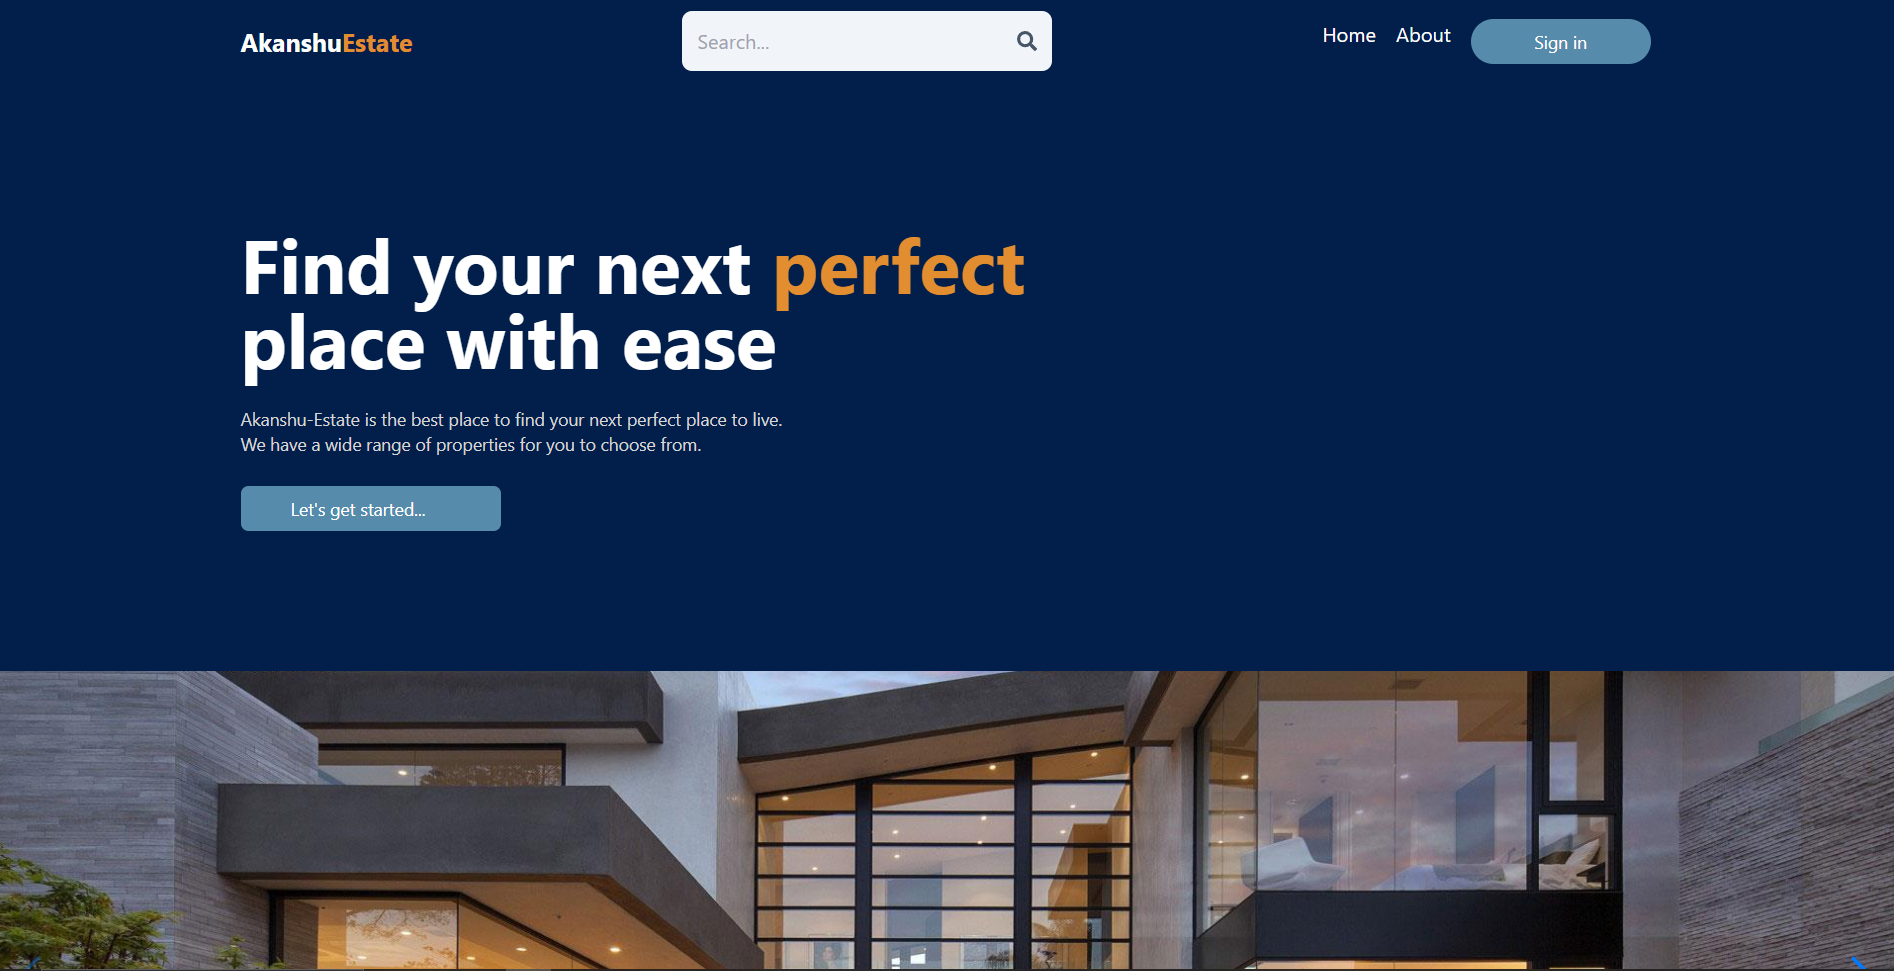 AkanshuEstate
Search...
Home
About
Sign in
Find your next perfect
place with ease
Akanshu-Estate is the best place to find your next perfect place to live.
We have a wide range of properties for you to choose from.
Let's get started...